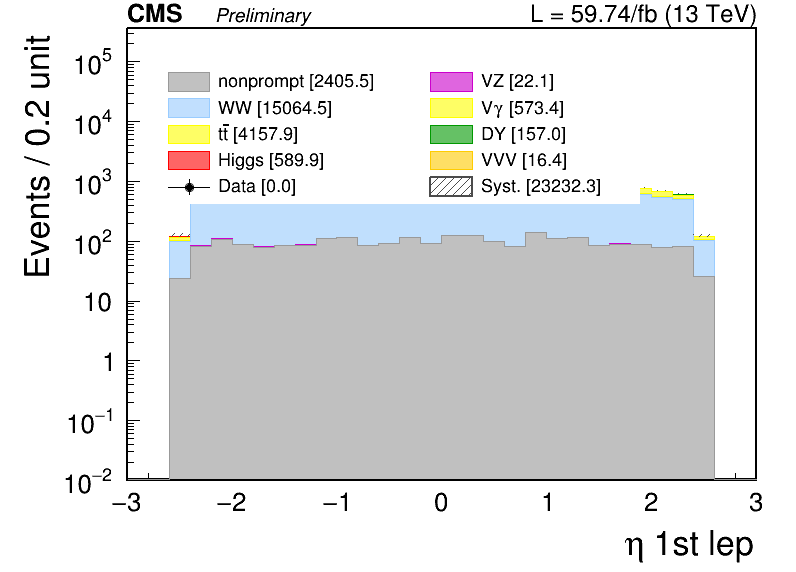 CMS Preliminary L = 59.74/fb (13 TeV)
Events / 0.2 unit
10⁵
10⁴
10³
10²
10
1
10⁻¹
10⁻²
nonprompt [2405.5] VZ [22.1]
WW [15064.5] Vγ [573.4]
tt̄ [4157.9] DY [157.0]
Higgs [589.9] VVV [16.4]
Data [0.0] Syst. [23232.3]
−3 −2 −1 0 1 2 3
η 1st lep